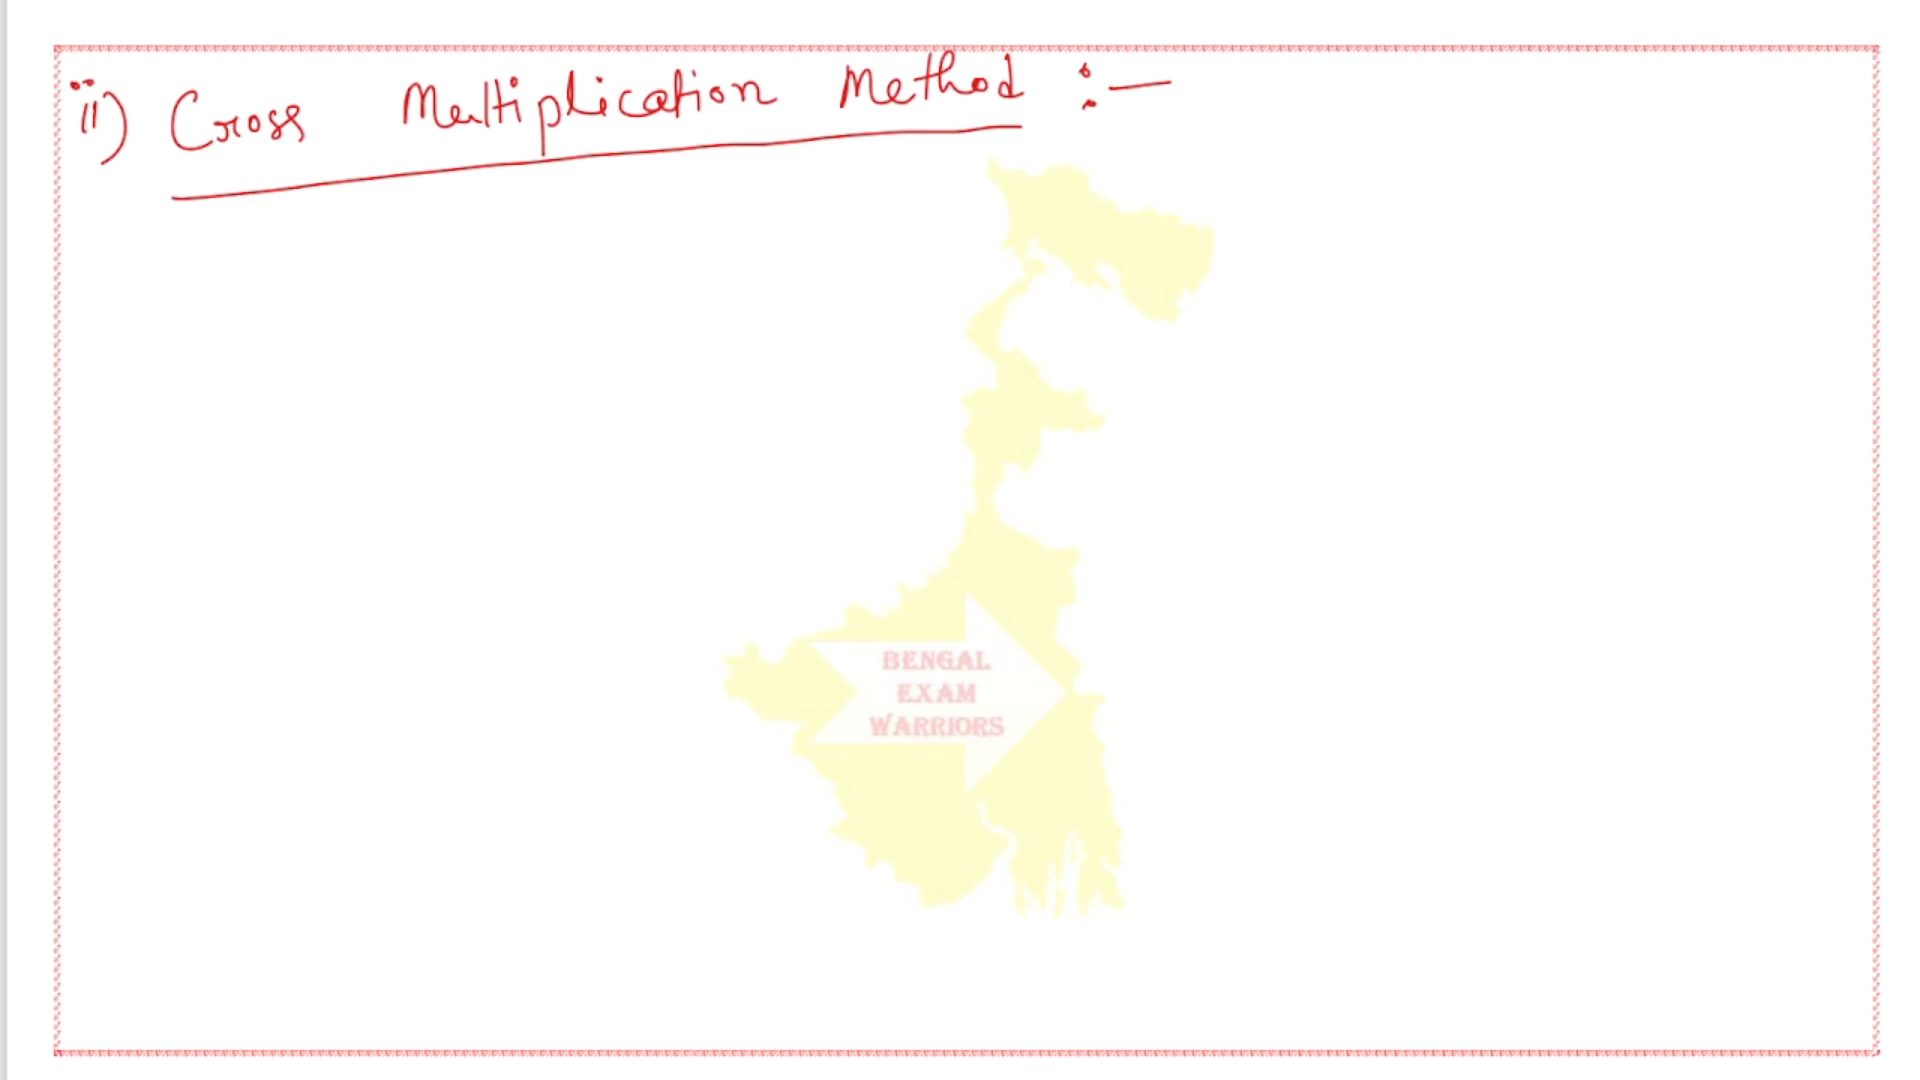 ii) Cross Multiplication Method :-
BENGAL
EXAM
WARRIORS